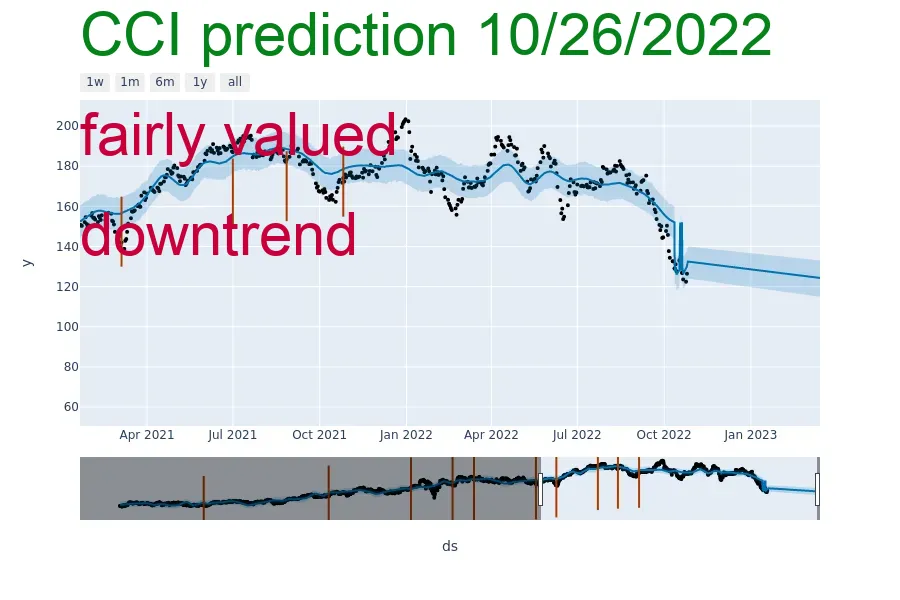 CCI prediction 10/26/2022
1w 1m 6m 1y all
fairly valued
downtrend
200
180
160
140
120
100
80
60
y
Apr 2021 Jul 2021 Oct 2021 Jan 2022 Apr 2022 Jul 2022 Oct 2022 Jan 2023
ds